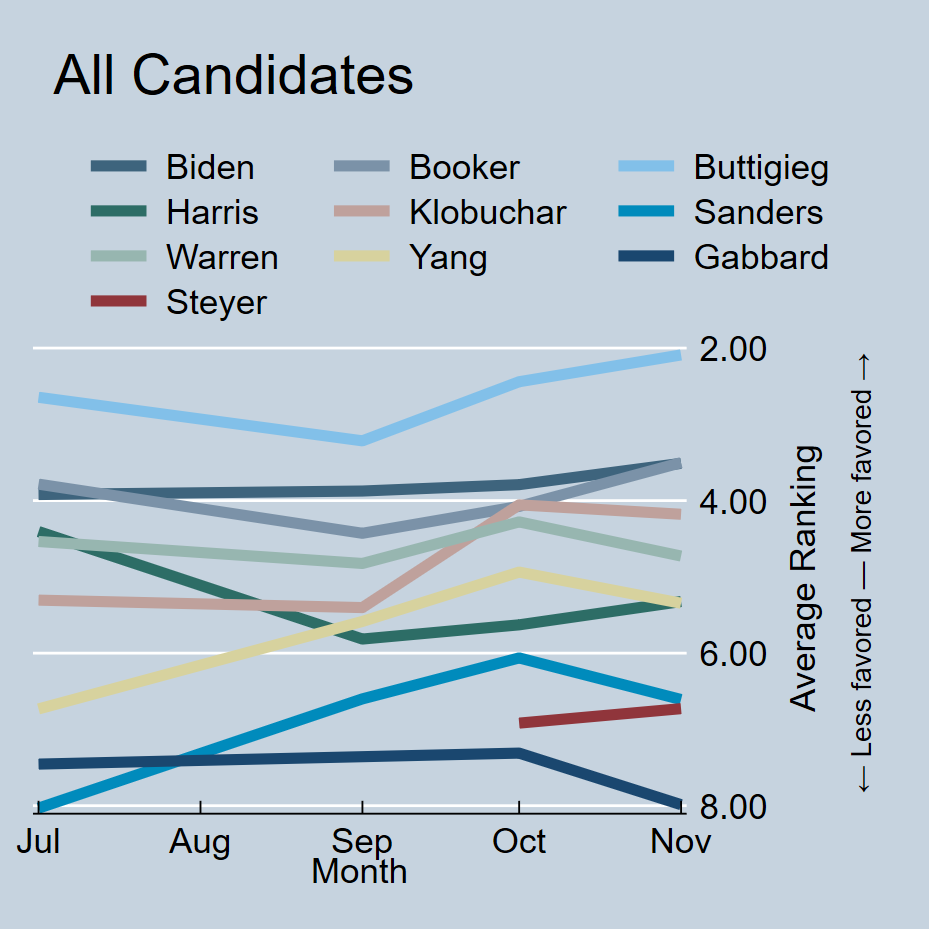 All Candidates
Biden Booker Buttigieg
Harris Klobuchar Sanders
Warren Yang Gabbard
Steyer
2.00
4.00
6.00
8.00
Average Ranking
← Less favored — More favored →
Jul Aug Sep Oct Nov
Month